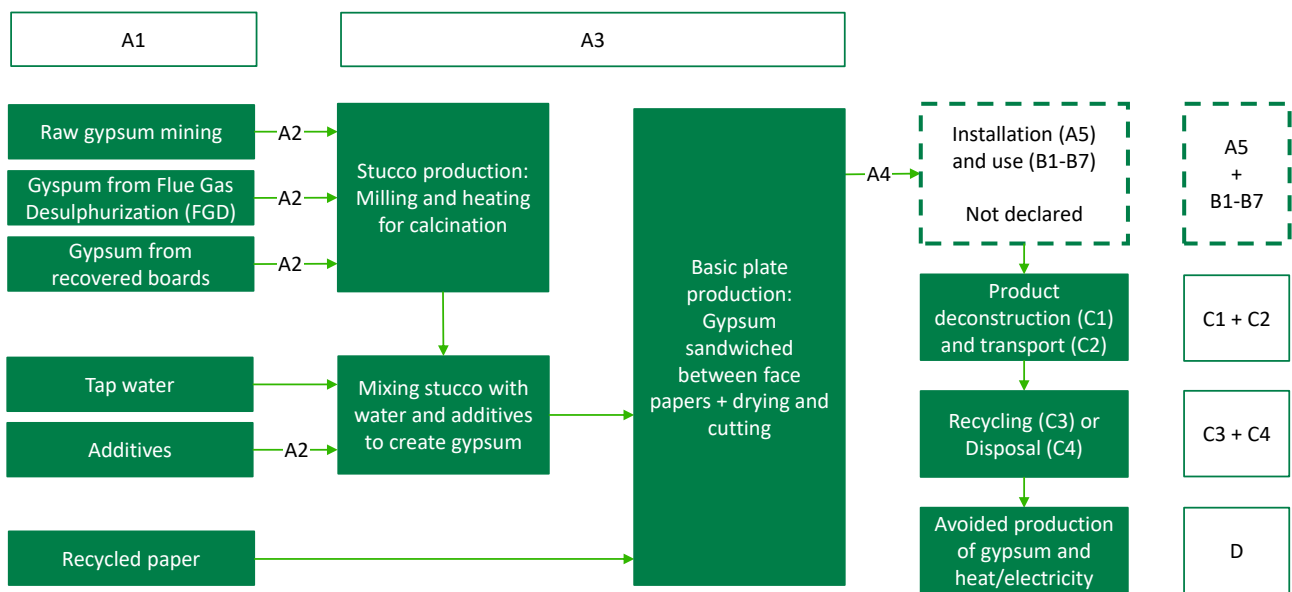 A1
A3
Raw gypsum mining
A2
Gyspum from Flue Gas
Desulphurization (FGD)
A2
Gypsum from
recovered boards
A2
Stucco production:
Milling and heating
for calcination
Tap water
Additives
A2
Mixing stucco with
water and additives
to create gypsum
Recycled paper
Basic plate
production:
Gypsum
sandwiched
between face
papers + drying and
cutting
A4
Installation (A5)
and use (B1-B7)
Not declared
A5
+
B1-B7
Product
deconstruction (C1)
and transport (C2)
C1 + C2
Recycling (C3) or
Disposal (C4)
C3 + C4
Avoided production
of gypsum and
heat/electricity
D